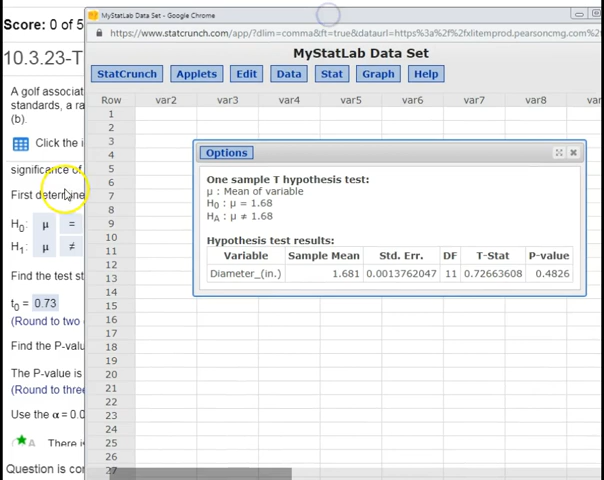 Score: 0 of 5
MyStatLab Data Set - Google Chrome
https://www.statcrunch.com/app/?dlim=comma&ft=true&dataurl=https%3a%2f%2fxlitemprod.pearsoncmg.com
10.3.23-T
MyStatLab Data Set
StatCrunch Applets Edit Data Stat Graph Help
Row var2 var3 var4 var5 var6 var7 var8
A golf associat
standards, a ra
(b).
Click the i
significance of
First determine
H0: μ =
H1: μ ≠
Find the test st
t0 = 0.73
(Round to two
Find the P-valu
The P-value is
(Round to three
Use the α = 0.0
There is
Question is con
1
2
3
4
5
6
7
8
9
10
11
12
13
14
15
16
17
18
19
20
21
22
23
24
25
26
27
Options
One sample T hypothesis test:
μ : Mean of variable
H0 : μ = 1.68
HA : μ ≠ 1.68
Hypothesis test results:
Variable Sample Mean Std. Err. DF T-Stat P-value
Diameter_(in.) 1.681 0.0013762047 11 0.72663608 0.4826